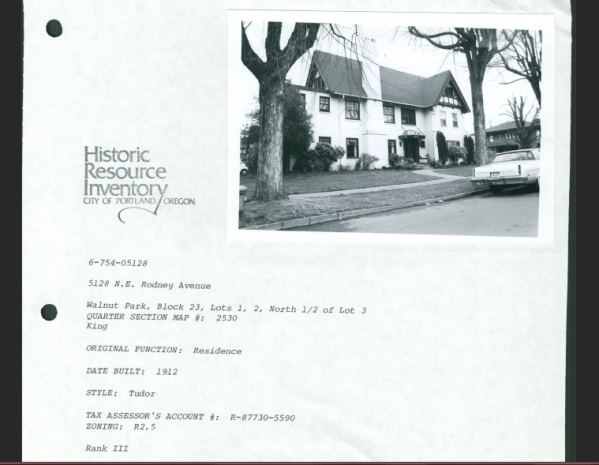 Historic
Resource
Inventory
CITY OF PORTLAND, OREGON
6-754-05128
5128 N.E. Rodney Avenue
Walnut Park, Block 23, Lots 1, 2, North 1/2 of Lot 3
QUARTER SECTION MAP #: 2530
King
ORIGINAL FUNCTION: Residence
DATE BUILT: 1912
STYLE: Tudor
TAX ASSESSOR'S ACCOUNT #: R-87730-5590
ZONING: R2.5
Rank III